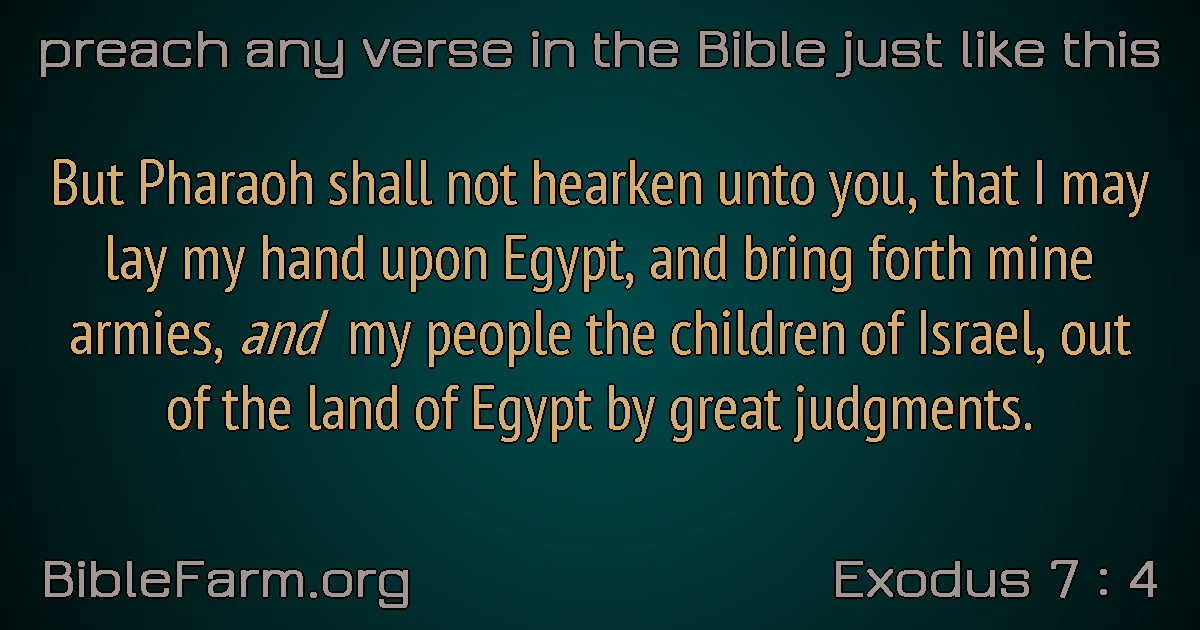 preach any verse in the Bible just like this
But Pharaoh shall not hearken unto you, that I may
lay my hand upon Egypt, and bring forth mine
armies, and my people the children of Israel, out
of the land of Egypt by great judgments.
BibleFarm.org
Exodus 7 : 4